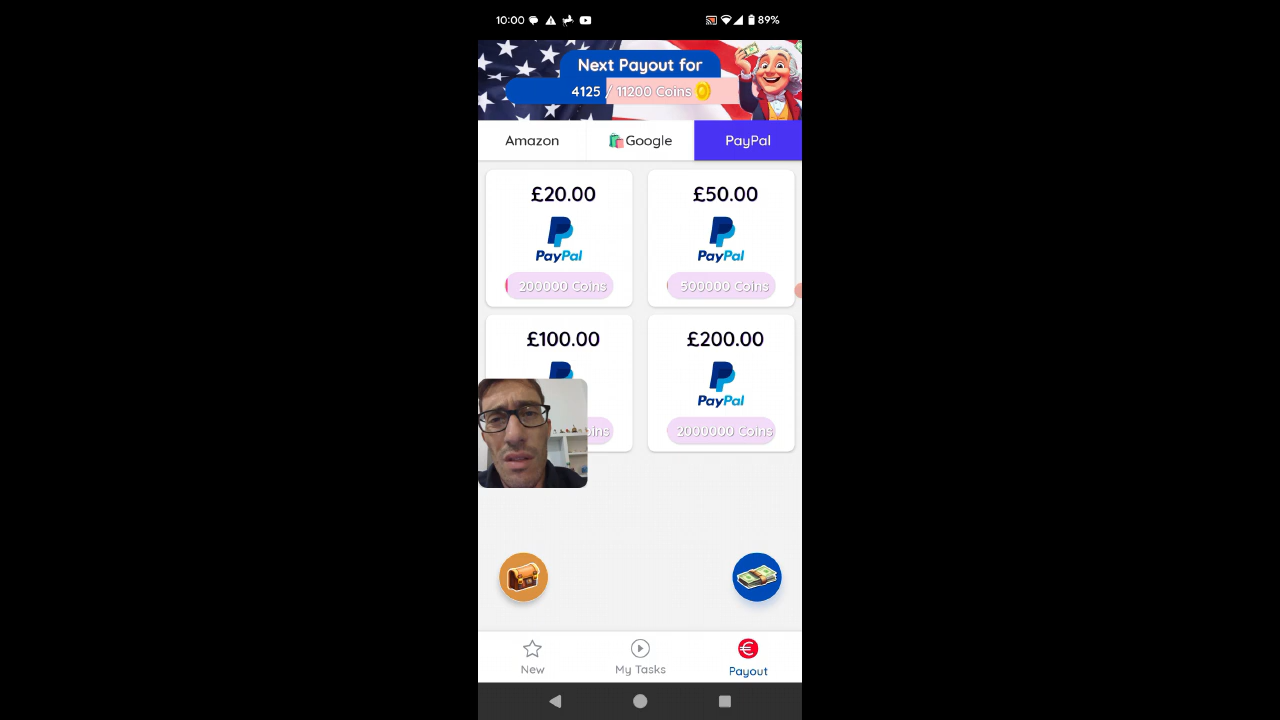 10:00
89%
Next Payout for
4125 / 11200 Coins
Amazon
Google
PayPal
£20.00
£50.00
PayPal
PayPal
200000 Coins
500000 Coins
£100.00
£200.00
PayPal
oins
2000000 Coins
New
My Tasks
Payout